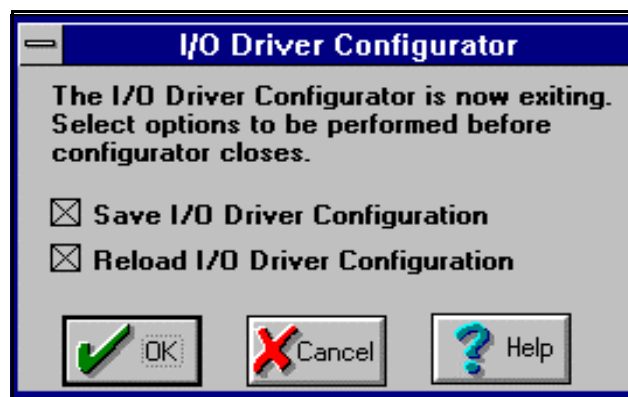 I/O Driver Configurator
The I/O Driver Configurator is now exiting.
Select options to be performed before
configurator closes.
Save I/O Driver Configuration
Reload I/O Driver Configuration
OK Cancel Help